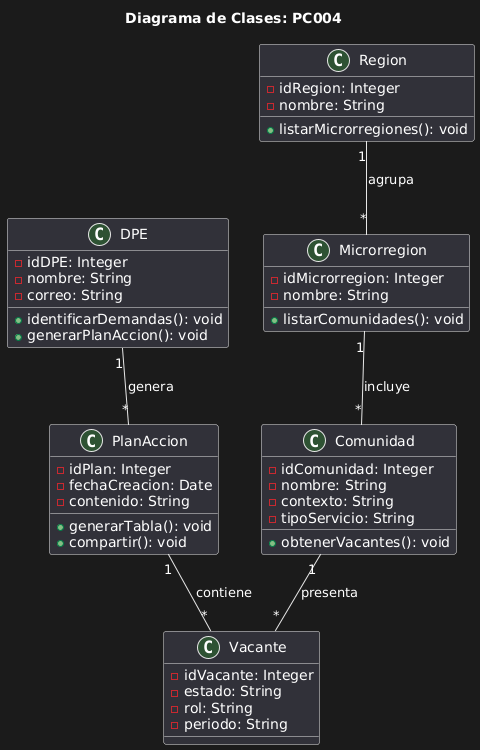 Diagrama de Clases: PC004
C Region
idRegion: Integer
nombre: String
listarMicrorregiones(): void
1
agrupa
*
C DPE
idDPE: Integer
nombre: String
correo: String
identificarDemandas(): void
generarPlanAccion(): void
C Microrregion
idMicrorregion: Integer
nombre: String
listarComunidades(): void
1
genera
*
1
incluye
*
C PlanAccion
idPlan: Integer
fechaCreacion: Date
contenido: String
generarTabla(): void
compartir(): void
C Comunidad
idComunidad: Integer
nombre: String
contexto: String
tipoServicio: String
obtenerVacantes(): void
1
contiene
*
1
presenta
*
C Vacante
idVacante: Integer
estado: String
rol: String
periodo: String